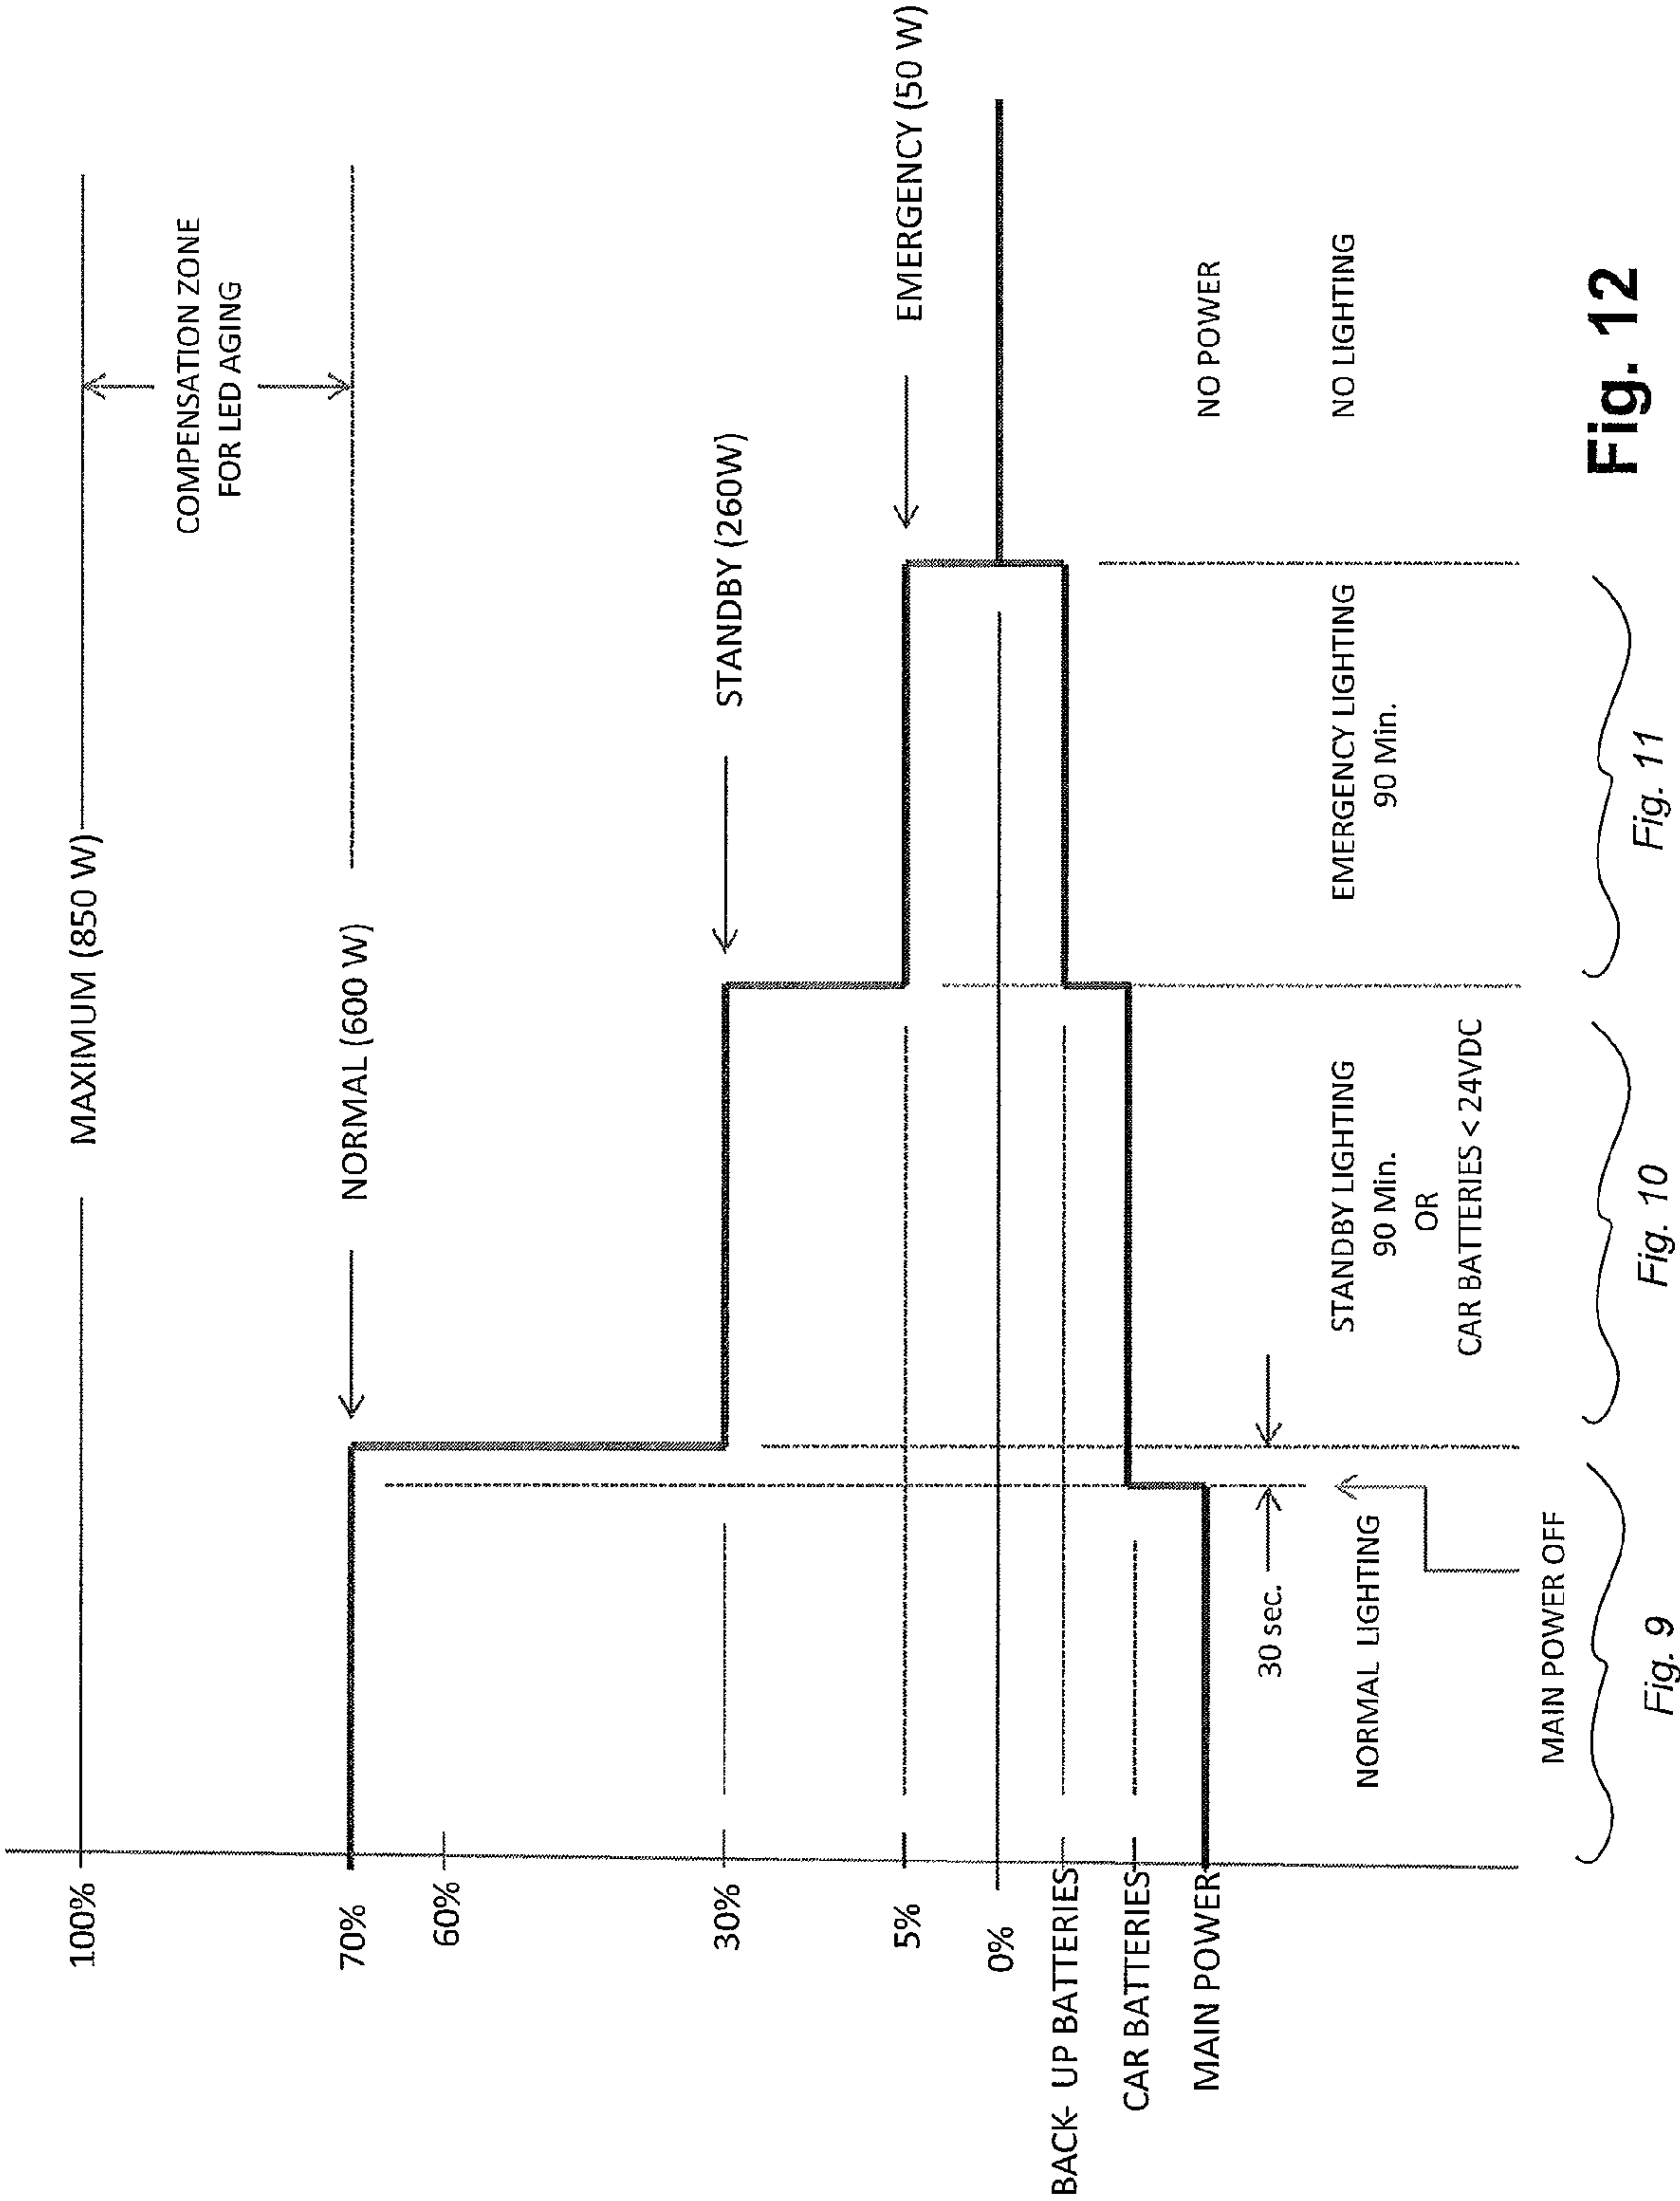 MAXIMUM (850 W)
COMPENSATION ZONE
FOR LED AGING
NORMAL (600 W)
STANDBY (260W)
EMERGENCY (50 W)
100%
70%
60%
30%
5%
0%
BACK- UP BATTERIES
CAR BATTERIES
MAIN POWER
30 sec.
NORMAL LIGHTING
MAIN POWER OFF
STANDBY LIGHTING
90 Min.
OR
CAR BATTERIES < 24VDC
EMERGENCY LIGHTING
90 Min.
NO POWER
NO LIGHTING
Fig. 9
Fig. 10
Fig. 11
Fig. 12